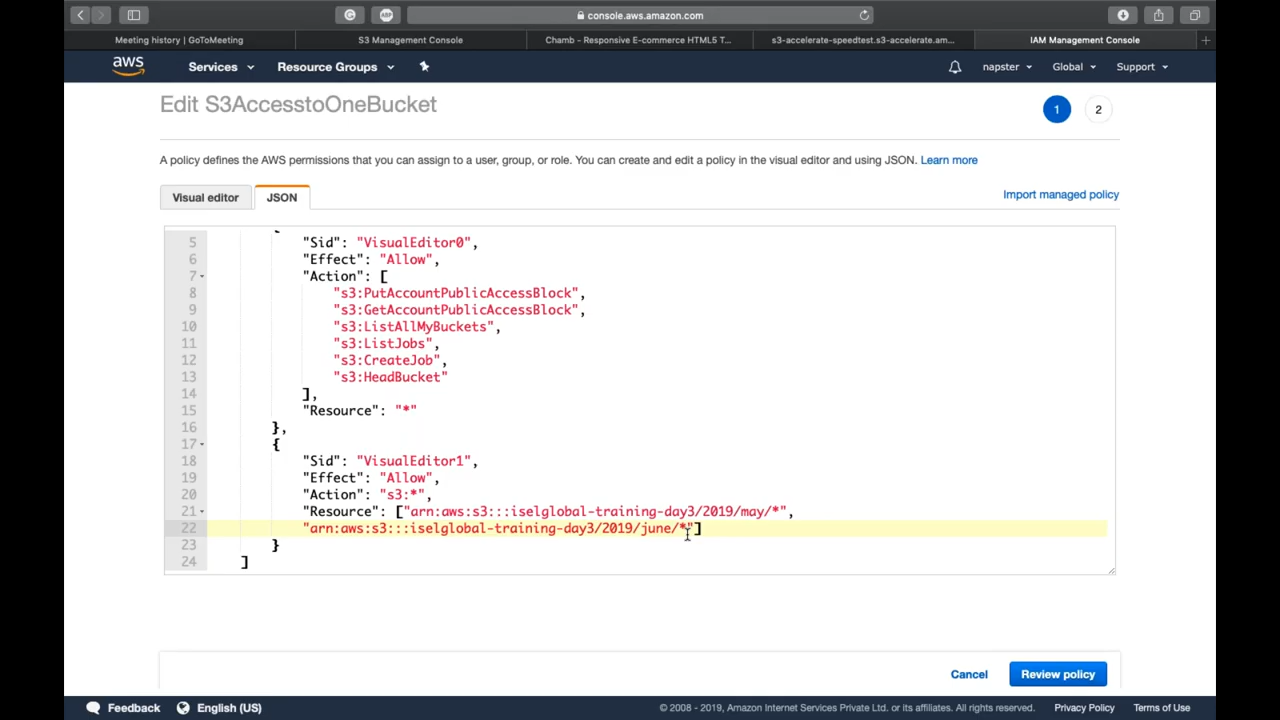 console.aws.amazon.com
Meeting history | GoToMeeting
S3 Management Console
Chamb - Responsive E-commerce HTML5 T...
s3-accelerate-speedtest.s3-accelerate.am...
IAM Management Console
aws
Services
Resource Groups
napster
Global
Support
Edit S3AccesstoOneBucket
1
2
A policy defines the AWS permissions that you can assign to a user, group, or role. You can create and edit a policy in the visual editor and using JSON. Learn more
Visual editor
JSON
Import managed policy
5 "Sid": "VisualEditor0",
6 "Effect": "Allow",
7 "Action": [
8 "s3:PutAccountPublicAccessBlock",
9 "s3:GetAccountPublicAccessBlock",
10 "s3:ListAllMyBuckets",
11 "s3:ListJobs",
12 "s3:CreateJob",
13 "s3:HeadBucket"
14 ],
15 "Resource": "*"
16 },
17 {
18 "Sid": "VisualEditor1",
19 "Effect": "Allow",
20 "Action": "s3:*",
21 "Resource": ["arn:aws:s3:::iselglobal-training-day3/2019/may/*",
22 "arn:aws:s3:::iselglobal-training-day3/2019/june/*"]
23 }
24 ]
Cancel
Review policy
Feedback
English (US)
© 2008 - 2019, Amazon Internet Services Private Ltd. or its affiliates. All rights reserved.
Privacy Policy
Terms of Use